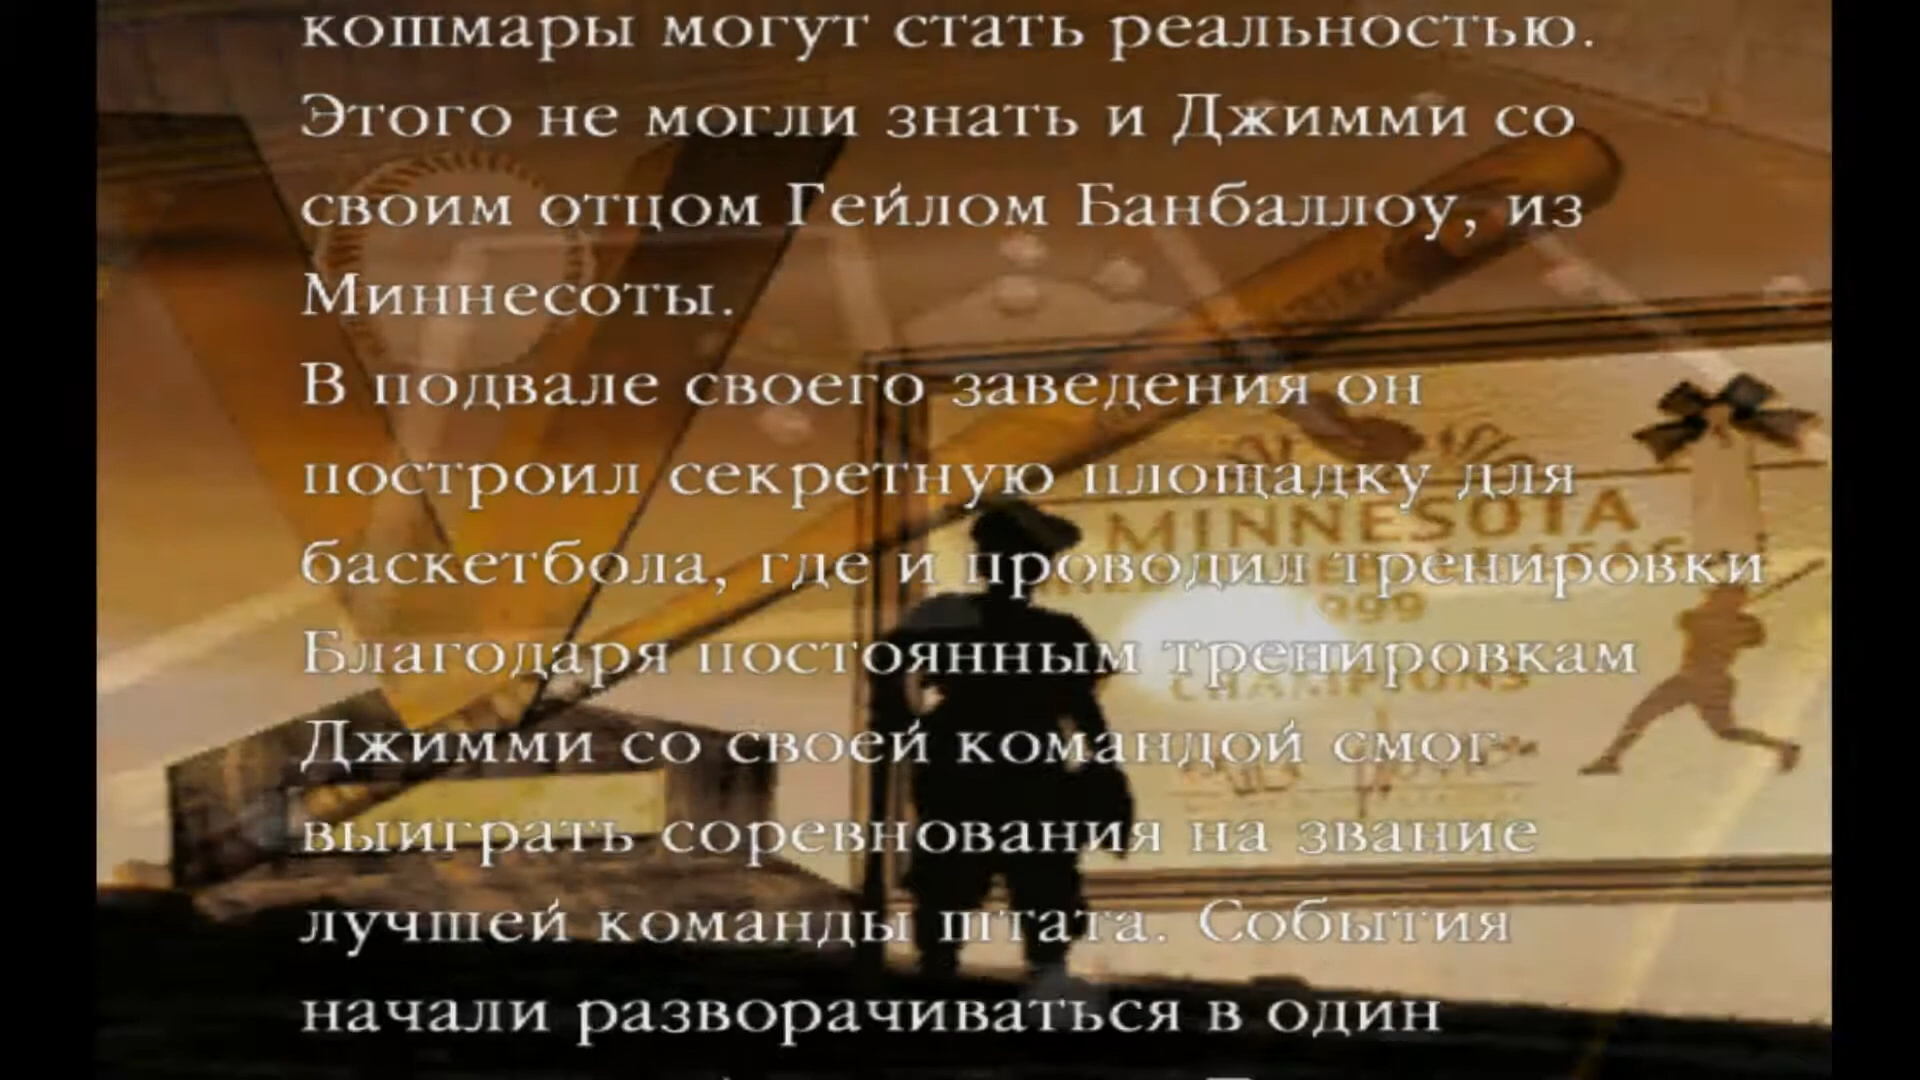 кошмары могут стать реальностью.
Этого не могли знать и Джимми со
своим отцом Гейлом Банбаллоу, из
Миннесоты.
В подвале своего заведения он
построил секретную площадку для
баскетбола, где и проводил тренировки
Благодаря постоянным тренировкам
Джимми со своей командой смог
выиграть соревнования на звание
лучшей команды штата. События
начали разворачиваться в один
MINNESOTA
999
CHAMPIONS